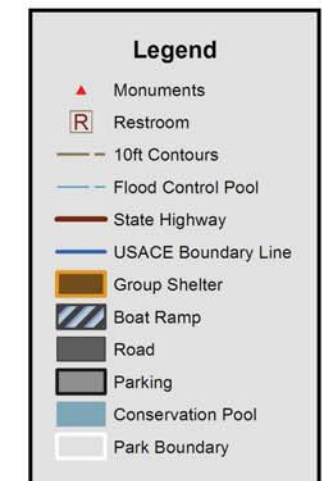 Legend
Monuments
R Restroom
10ft Contours
Flood Control Pool
State Highway
USACE Boundary Line
Group Shelter
Boat Ramp
Road
Parking
Conservation Pool
Park Boundary